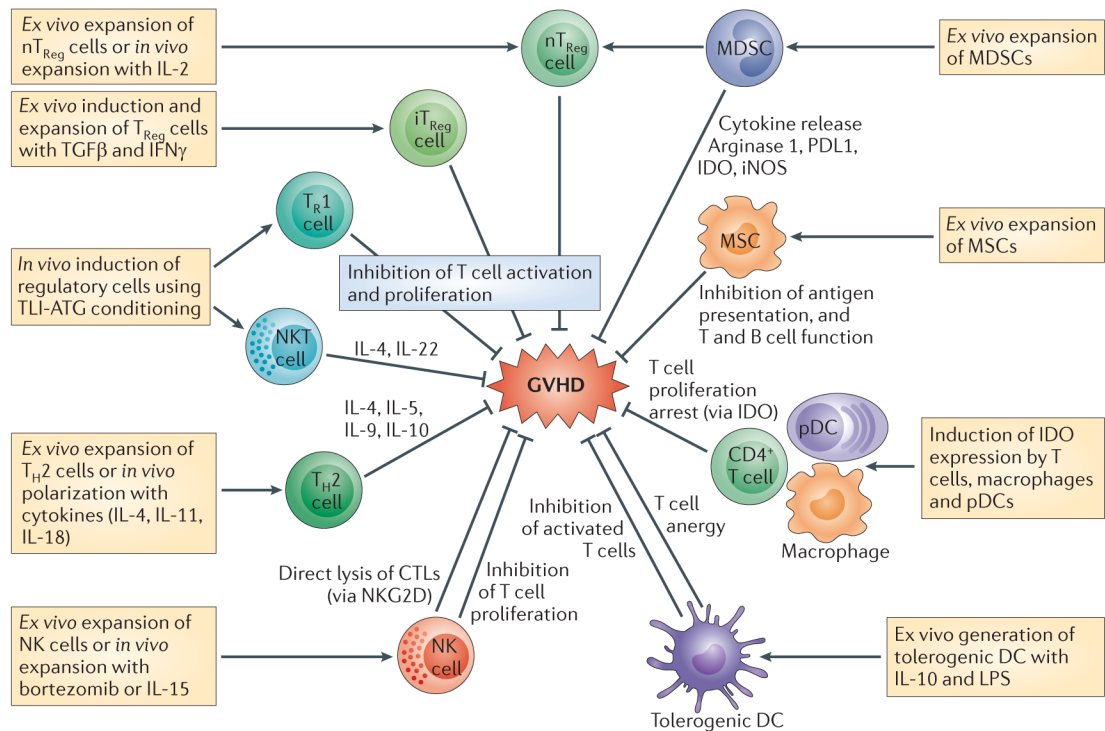 Ex vivo expansion of
nTReg cells or in vivo
expansion with IL-2
nTReg
cell
MDSC
Ex vivo expansion
of MDSCs
Ex vivo induction and
expansion of TReg cells
with TGFβ and IFNγ
iTReg
cell
Cytokine release
Arginase 1, PDL1,
IDO, iNOS
TR1
cell
MSC
Ex vivo expansion
of MSCs
In vivo induction of
regulatory cells using
TLI-ATG conditioning
Inhibition of T cell activation
and proliferation
Inhibition of antigen
presentation, and
T and B cell function
NKT
cell
IL-4, IL-22
GVHD
T cell
proliferation
arrest (via IDO)
IL-4, IL-5,
IL-9, IL-10
pDC
CD4+
T cell
Macrophage
Induction of IDO
expression by T
cells, macrophages
and pDCs
Ex vivo expansion of
TH2 cells or in vivo
polarization with
cytokines (IL-4, IL-11,
IL-18)
TH2
cell
Inhibition
of activated
T cells
T cell
anergy
Direct lysis of CTLs
(via NKG2D)
Inhibition
of T cell
proliferation
Ex vivo expansion of
NK cells or in vivo
expansion with
bortezomib or IL-15
NK
cell
Tolerogenic DC
Ex vivo generation of
tolerogenic DC with
IL-10 and LPS